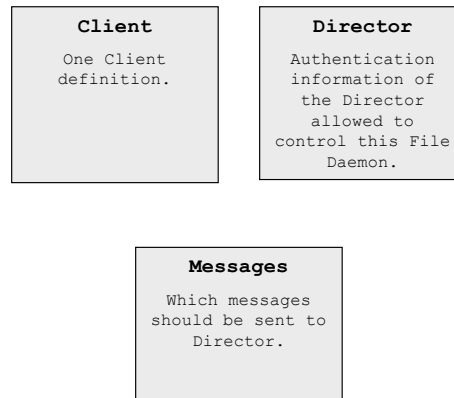 Client
One Client
definition.
Director
Authentication
information of
the Director
allowed to
control this File
Daemon.
Messages
Which messages
should be sent to
Director.